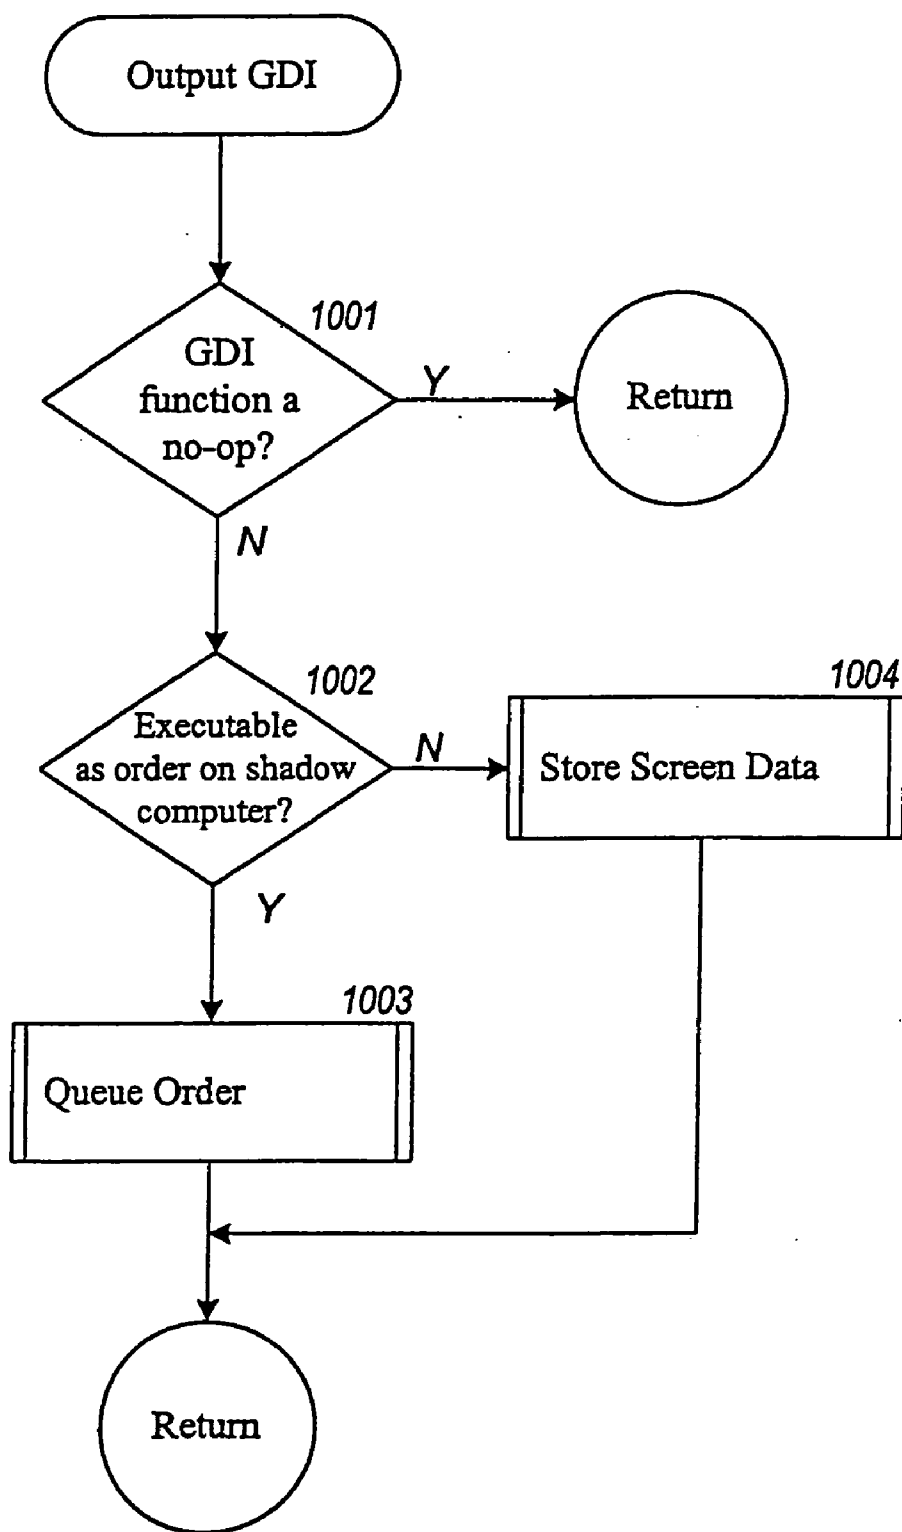 Output GDI
1001
GDI
function a
no-op?
Y
Return
N
1002
Executable
as order on shadow
computer?
N
1004
Store Screen Data
Y
1003
Queue Order
Return